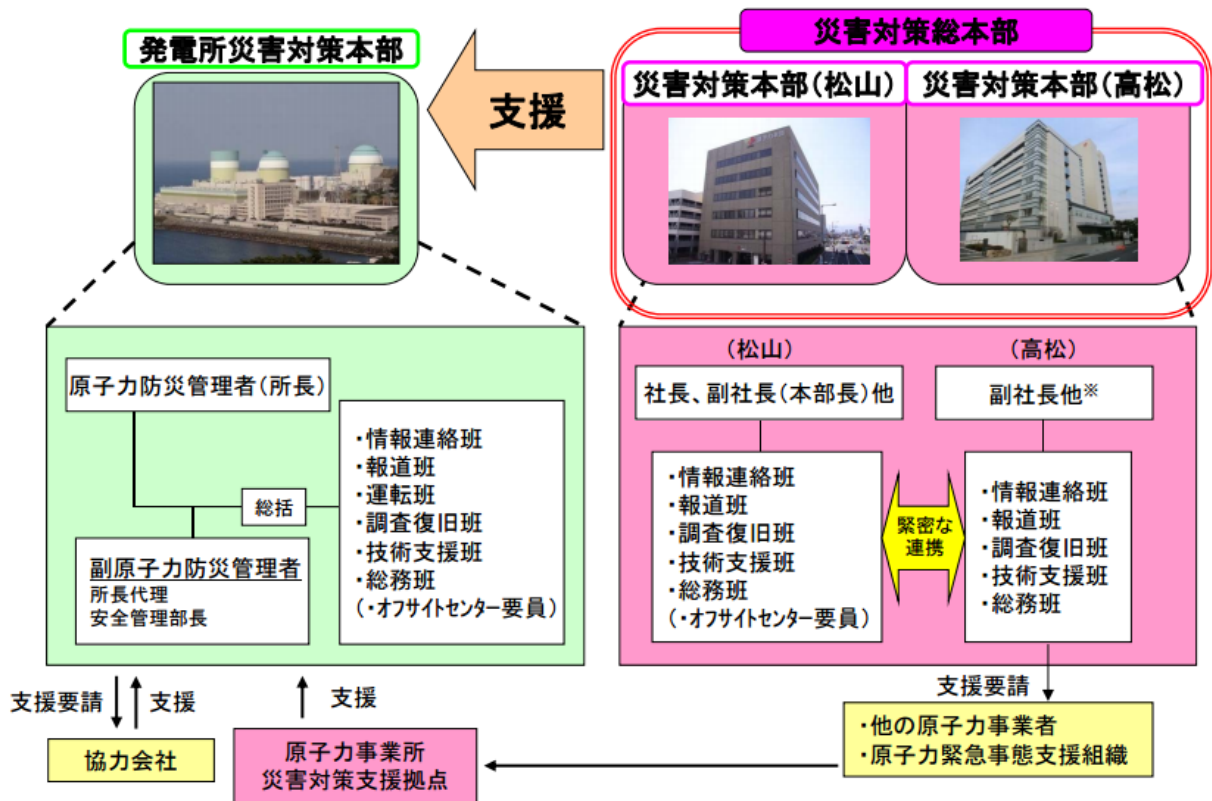 発電所災害対策本部
支援
災害対策総本部
災害対策本部(松山)
災害対策本部(高松)
原子力防災管理者(所長)
総括
副原子力防災管理者
所長代理
安全管理部長
・情報連絡班
・報道班
・運転班
・調査復旧班
・技術支援班
・総務班
(・オフサイトセンター要員)
(松山)
社長、副社長(本部長)他
・情報連絡班
・報道班
・調査復旧班
・技術支援班
・総務班
(・オフサイトセンター要員)
緊密な
連携
(高松)
副社長他※
・情報連絡班
・報道班
・調査復旧班
・技術支援班
・総務班
支援要請
支援
協力会社
支援
原子力事業所
災害対策支援拠点
支援要請
・他の原子力事業者
・原子力緊急事態支援組織